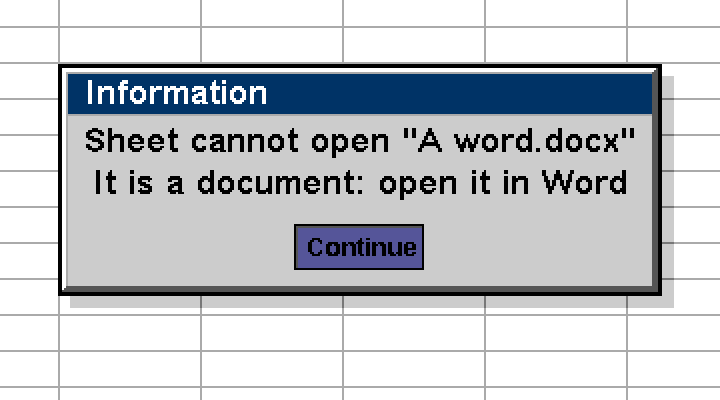 Information
Sheet cannot open "A word.docx"
It is a document: open it in Word
Continue